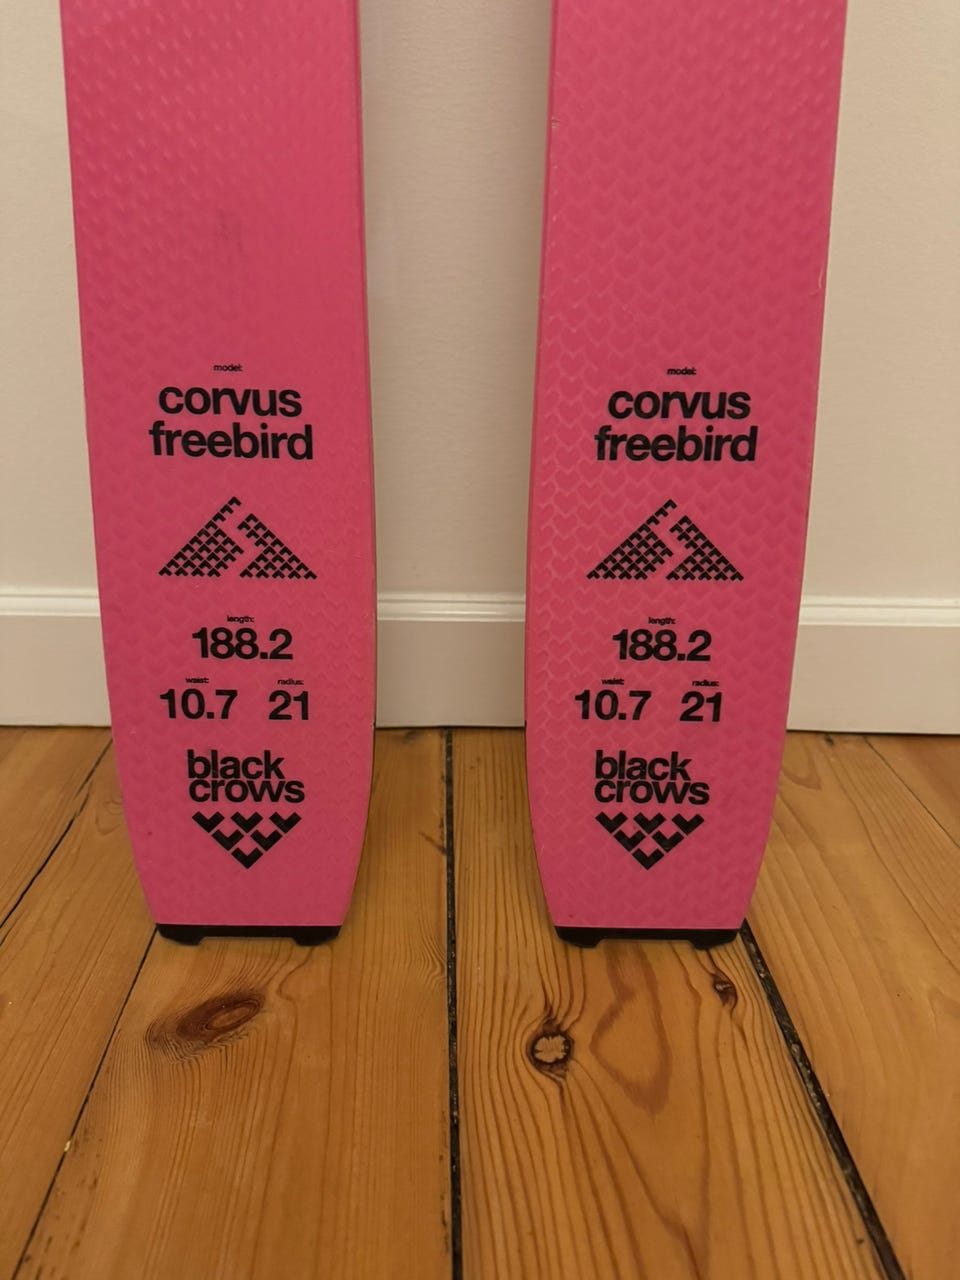 model:
corvus
freebird
length:
188.2
waist: radius:
10.7 21
black
crows
model:
corvus
freebird
length:
188.2
waist: radius:
10.7 21
black
crows